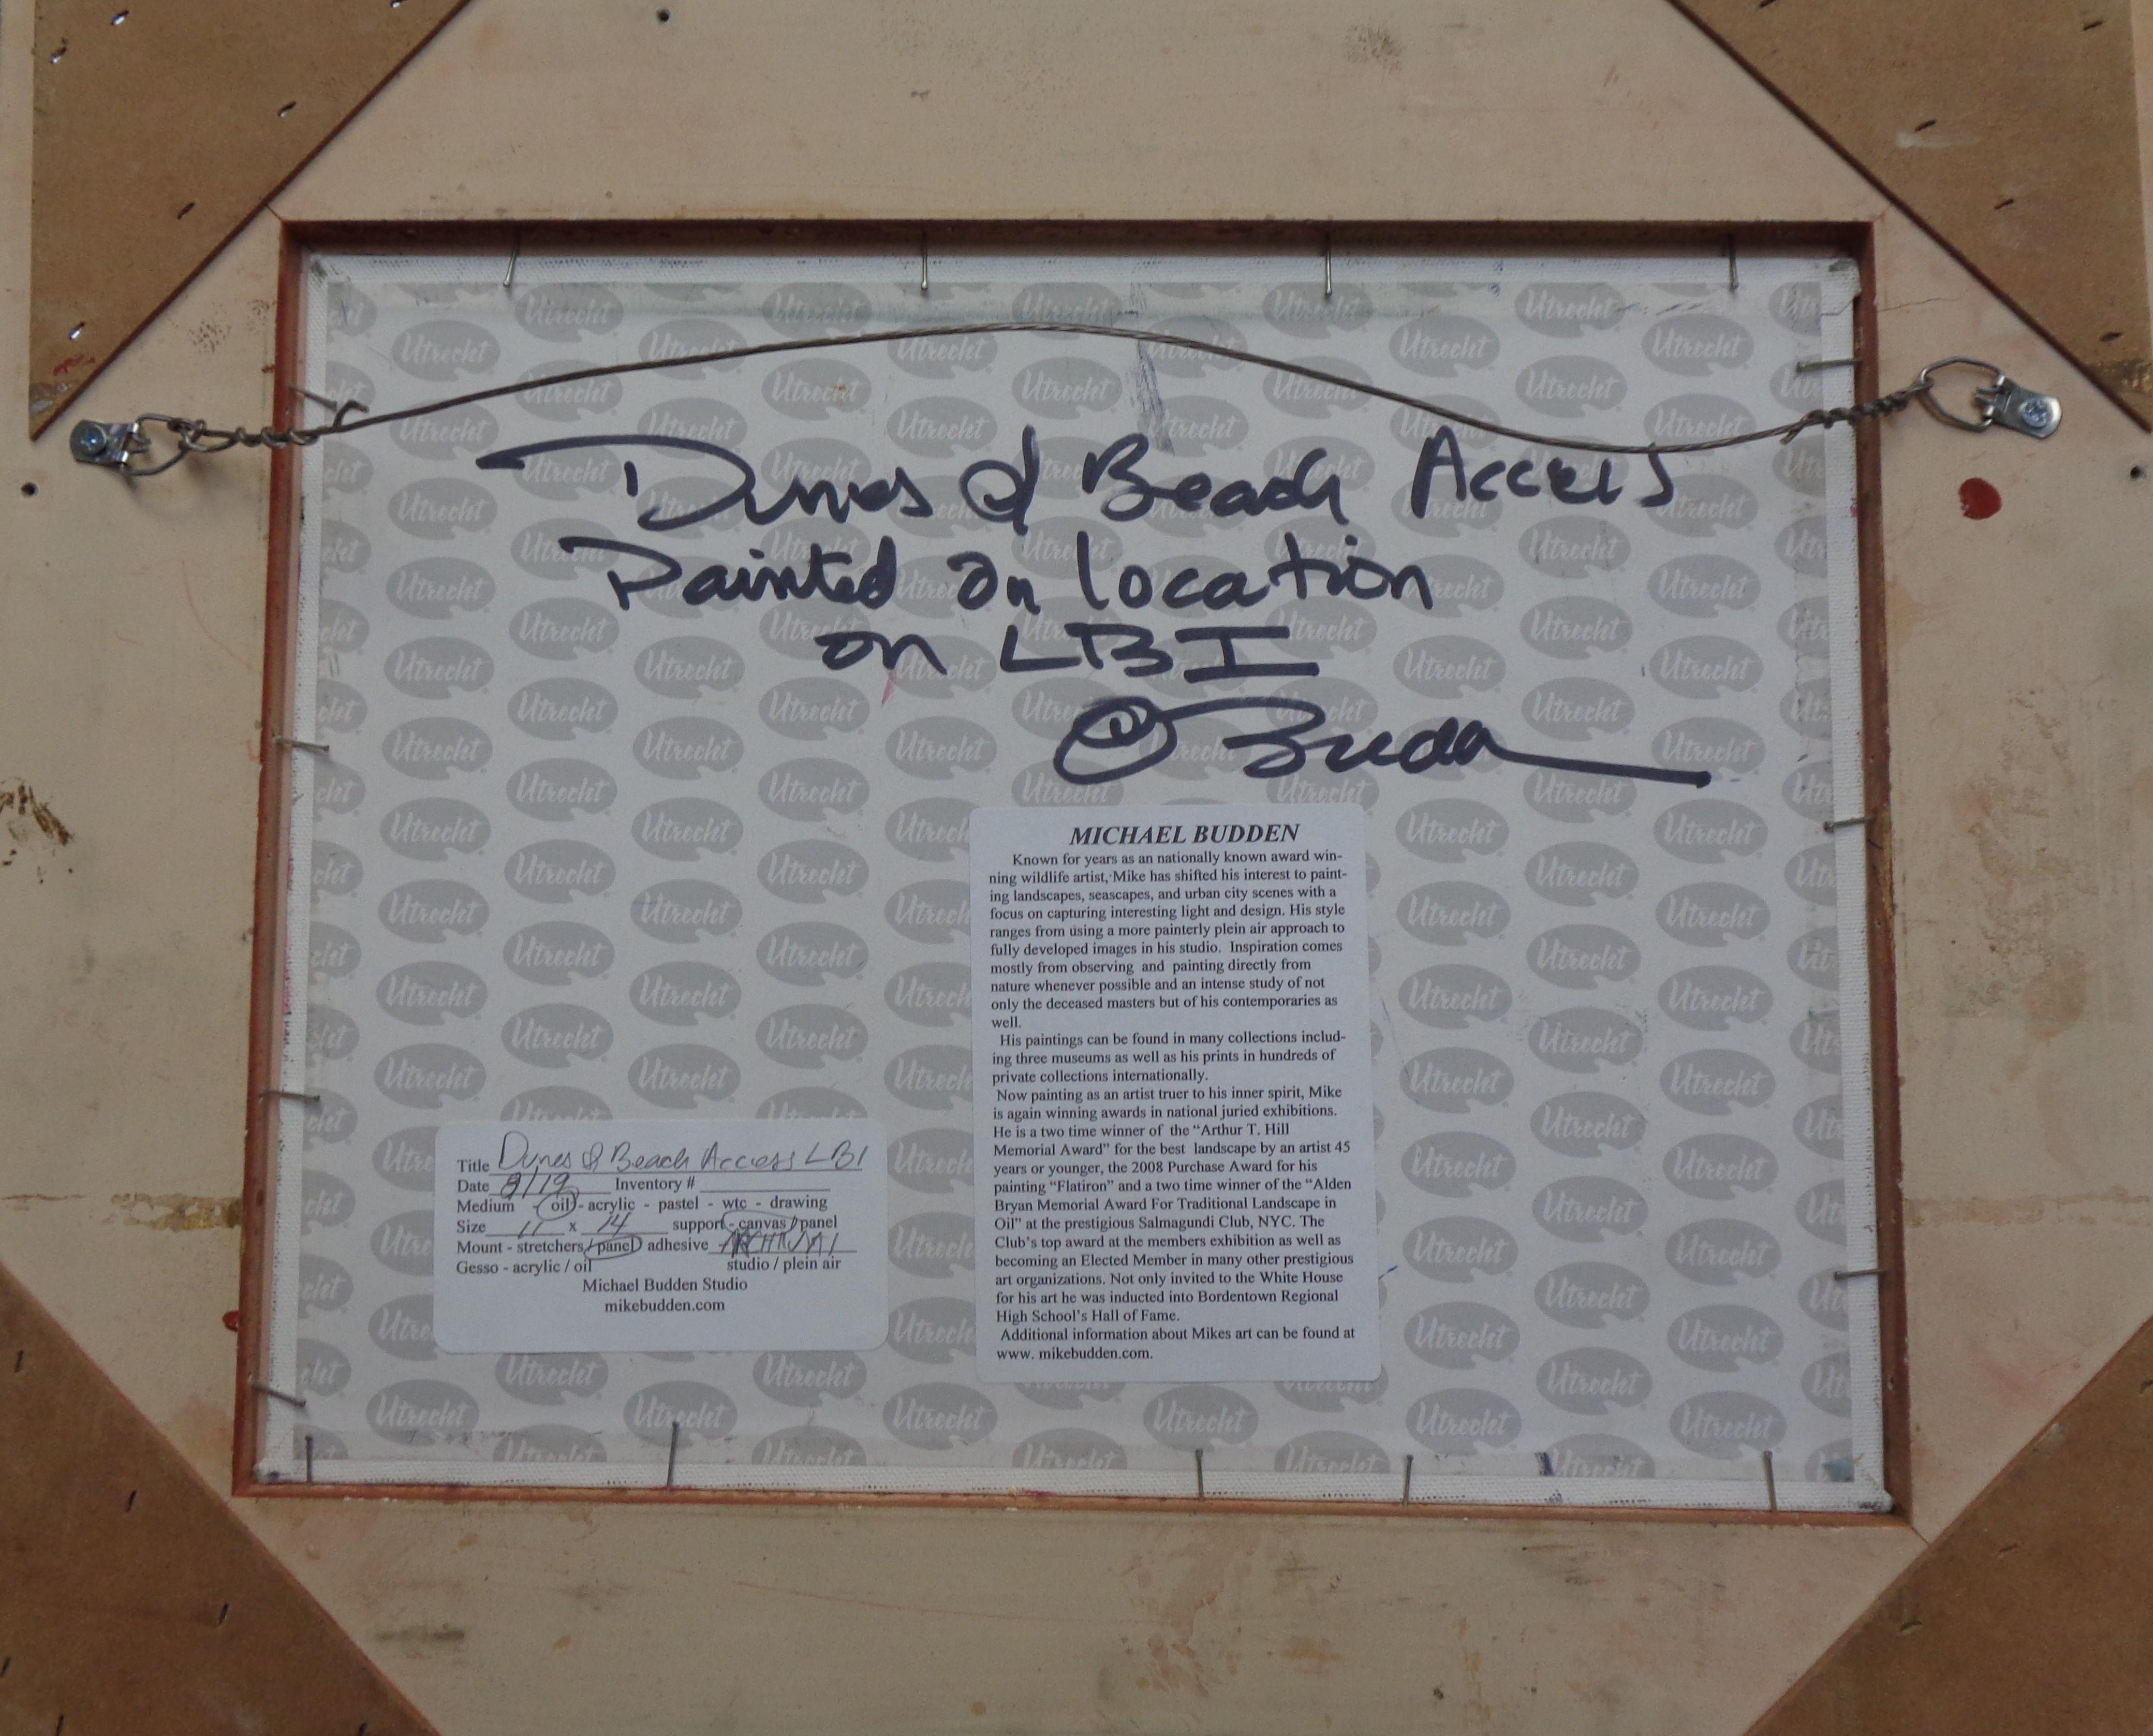 Dunes & Beach Access
Painted on location
on LBI
© Budden
MICHAEL BUDDEN
Known for years as an nationally known award win-
ning wildlife artist, Mike has shifted his interest to paint-
ing landscapes, seascapes, and urban city scenes with a
focus on capturing interesting light and design. His style
ranges from using a more painterly plein air approach to
fully developed images in his studio. Inspiration comes
mostly from observing and painting directly from
nature whenever possible and an intense study of not
only the deceased masters but of his contemporaries as
well.
His paintings can be found in many collections includ-
ing three museums as well as his prints in hundreds of
private collections internationally.
Now painting as an artist truer to his inner spirit, Mike
is again winning awards in national juried exhibitions.
He is a two time winner of the "Arthur T. Hill
Memorial Award" for the best landscape by an artist 45
years or younger, the 2008 Purchase Award for his
painting "Flatiron" and a two time winner of the "Alden
Bryan Memorial Award For Traditional Landscape in
Oil" at the prestigious Salmagundi Club, NYC. The
Club's top award at the members exhibition as well as
becoming an Elected Member in many other prestigious
art organizations. Not only invited to the White House
for his art he was inducted into Bordentown Regional
High School's Hall of Fame.
Additional information about Mikes art can be found at
www. mikebudden.com.
Title Dunes & Beach Access LBI
Date 9/19 Inventory #
Medium - oil - acrylic - pastel - wtc - drawing
Size 11 x 14 support - canvas / panel
Mount - stretchers / panel adhesive ARCHIVAL
Gesso - acrylic / oil studio / plein air
Michael Budden Studio
mikebudden.com
Utrecht